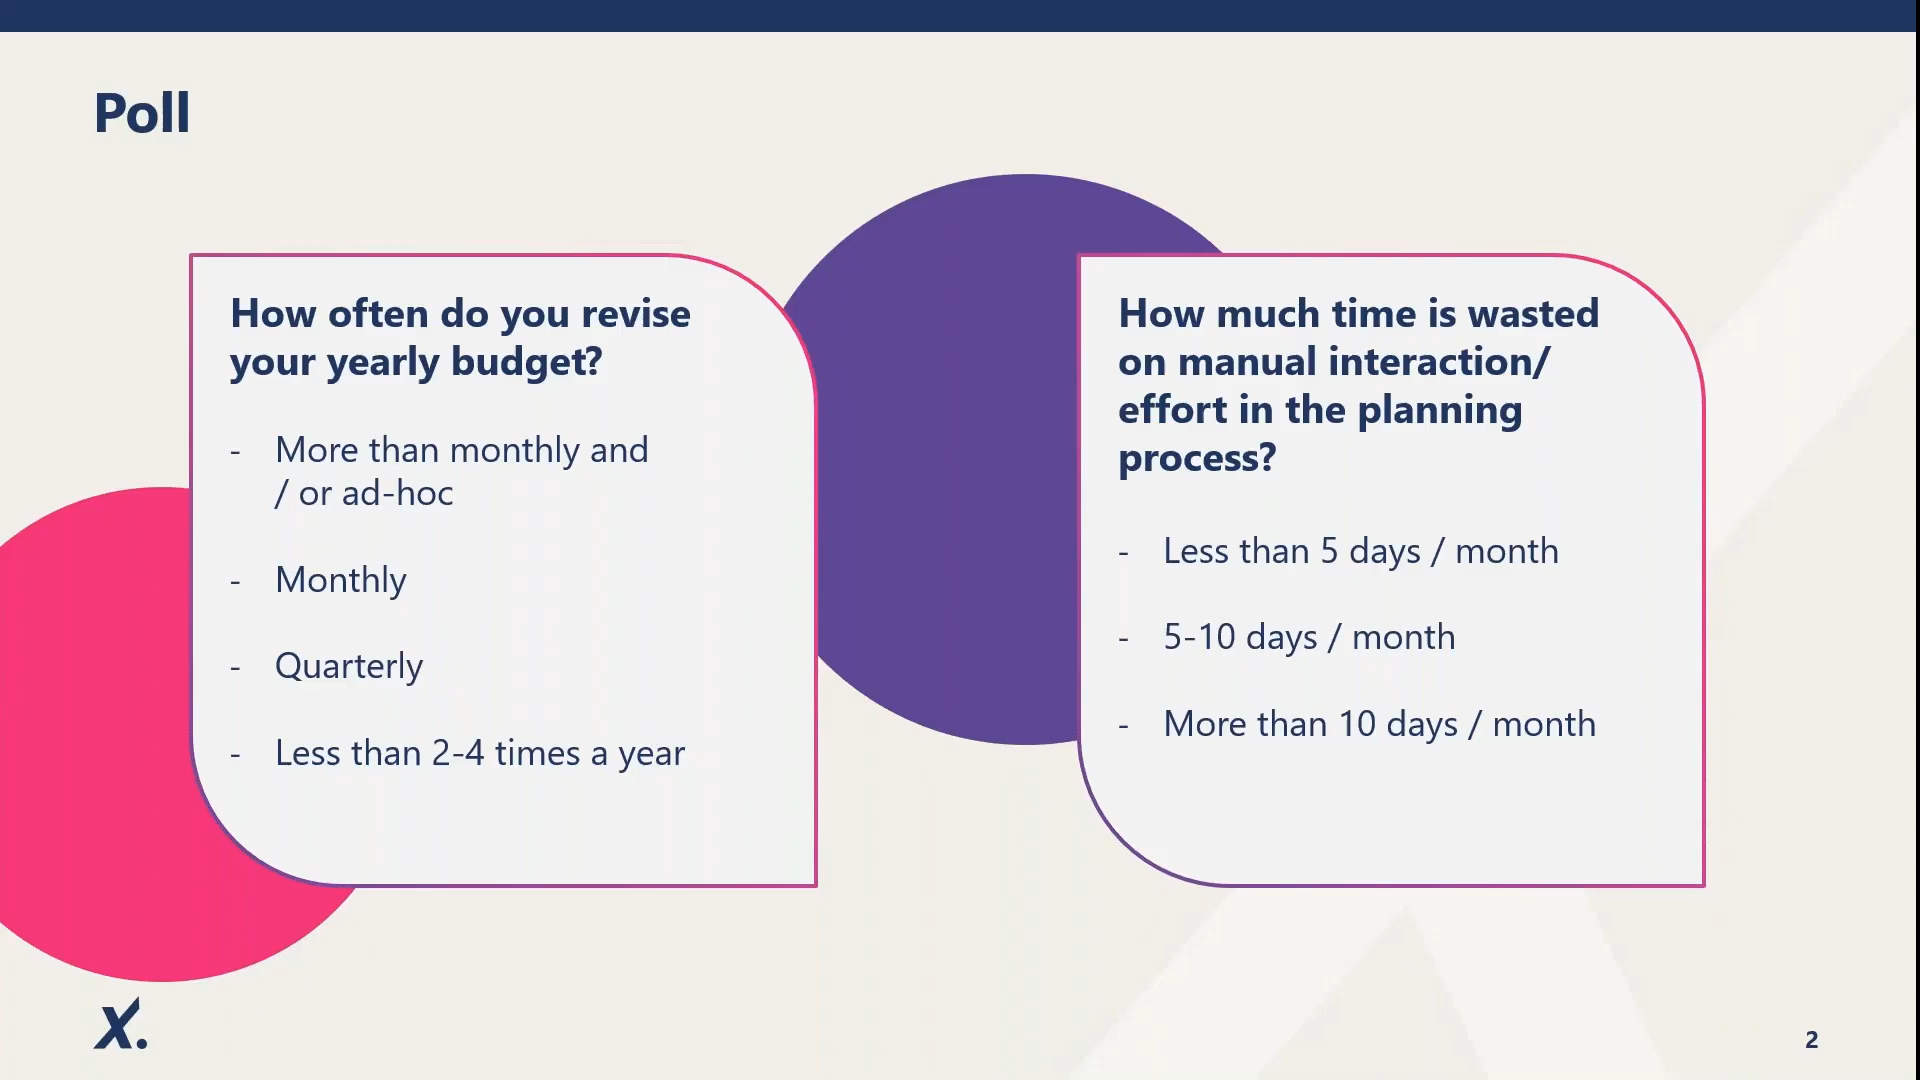 Poll
How often do you revise
your yearly budget?
- More than monthly and
/ or ad-hoc
- Monthly
- Quarterly
- Less than 2-4 times a year
How much time is wasted
on manual interaction/
effort in the planning
process?
- Less than 5 days / month
- 5-10 days / month
- More than 10 days / month
X.
2